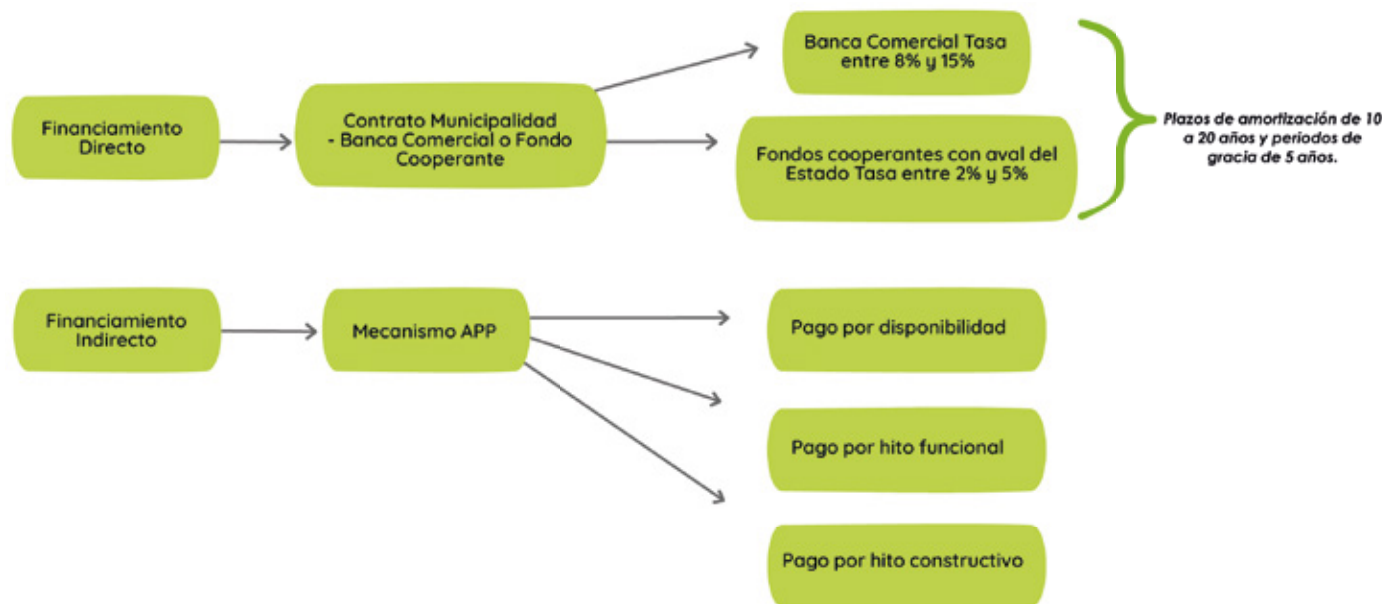 Financiamiento
Directo
Contrato Municipalidad
- Banca Comercial o Fondo
Cooperante
Banca Comercial Tasa
entre 8% y 15%
Fondos cooperantes con aval del
Estado Tasa entre 2% y 5%
Plazos de amortización de 10
a 20 años y periodos de
gracia de 5 años.
Financiamiento
Indirecto
Mecanismo APP
Pago por disponibilidad
Pago por hito funcional
Pago por hito constructivo